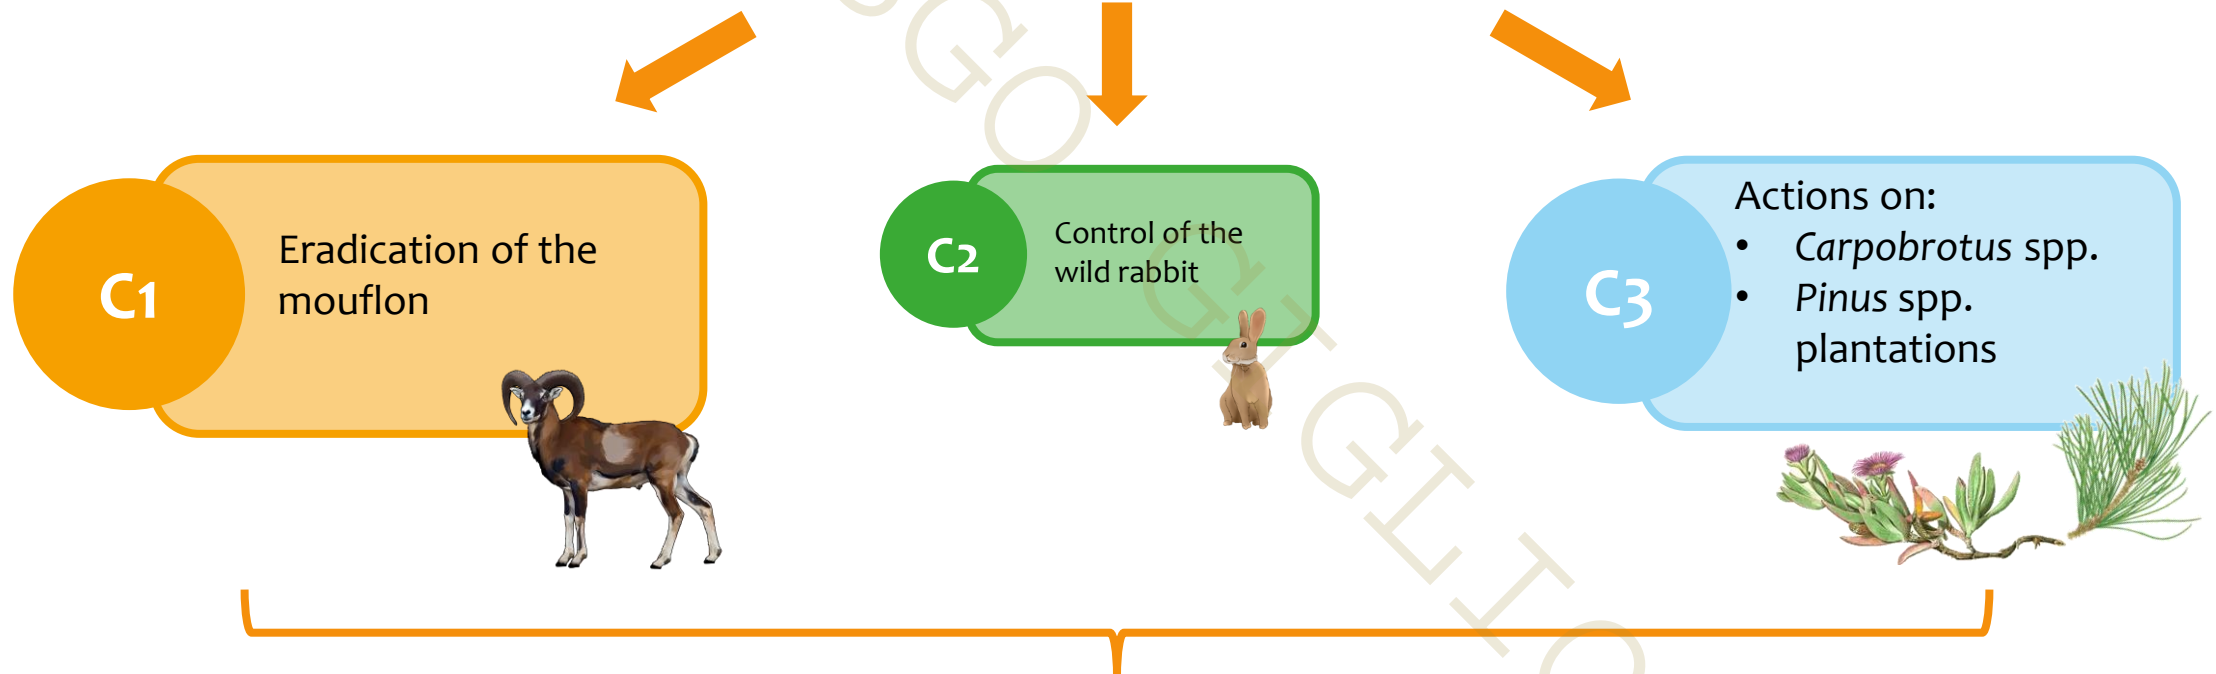 C1
Eradication of the
mouflon
C2
Control of the
wild rabbit
C3
Actions on:
• Carpobrotus spp.
• Pinus spp.
plantations
GIGLIO